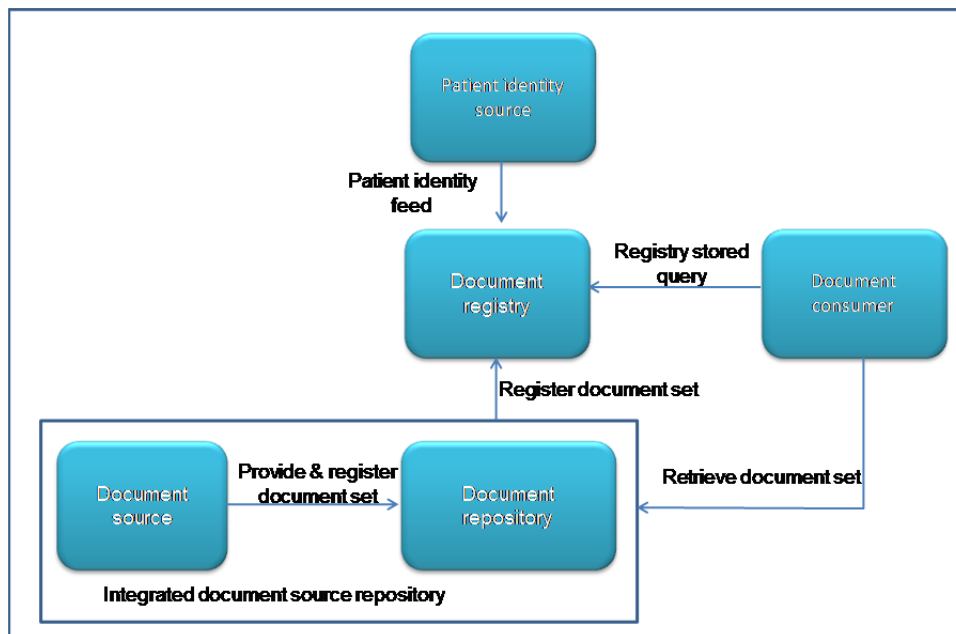 Patient identity
source
Patient identity
feed
Document
registry
Registry stored
query
Document
consumer
Register document set
Document
source
Provide & register
document set
Document
repository
Retrieve document set
Integrated document source repository